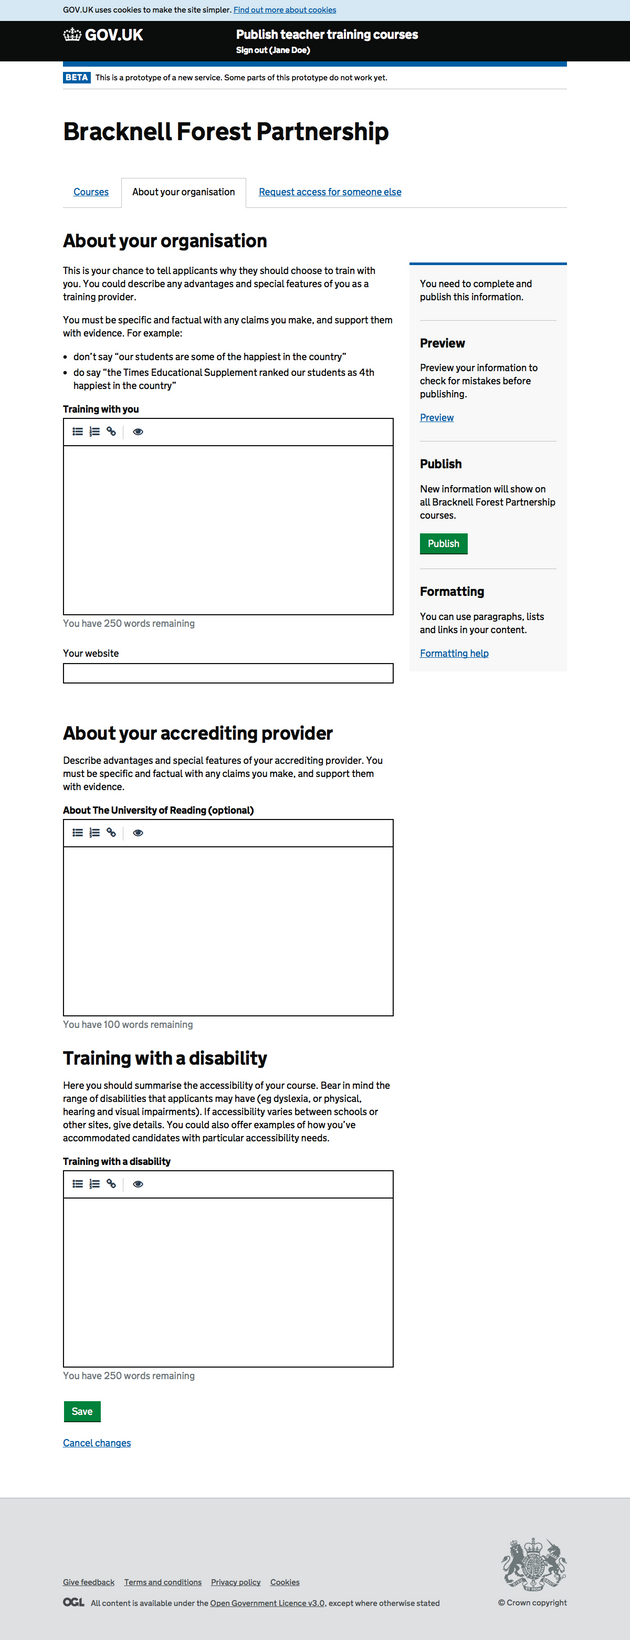 GOV.UK uses cookies to make the site simpler. Find out more about cookies
GOV.UK
Publish teacher training courses
Sign out (Jane Doe)
BETA This is a prototype of a new service. Some parts of this prototype do not work yet.
Bracknell Forest Partnership
Courses About your organisation Request access for someone else
About your organisation
This is your chance to tell applicants why they should choose to train with
you. You could describe any advantages and special features of you as a
training provider.
You must be specific and factual with any claims you make, and support them
with evidence. For example:
• don’t say “our students are some of the happiest in the country”
• do say “the Times Educational Supplement ranked our students as 4th
happiest in the country”
Training with you
You have 250 words remaining
Your website
You need to complete and
publish this information.
Preview
Preview your information to
check for mistakes before
publishing.
Preview
Publish
New information will show on
all Bracknell Forest Partnership
courses.
Publish
Formatting
You can use paragraphs, lists
and links in your content.
Formatting help
About your accrediting provider
Describe advantages and special features of your accrediting provider. You
must be specific and factual with any claims you make, and support them
with evidence.
About The University of Reading (optional)
You have 100 words remaining
Training with a disability
Here you should summarise the accessibility of your course. Bear in mind the
range of disabilities that applicants may have (eg dyslexia, or physical,
hearing and visual impairments). If accessibility varies between schools or
other sites, give details. You could also offer examples of how you’ve
accommodated candidates with particular accessibility needs.
Training with a disability
You have 250 words remaining
Save
Cancel changes
Give feedback Terms and conditions Privacy policy Cookies
OGL All content is available under the Open Government Licence v3.0, except where otherwise stated
© Crown copyright